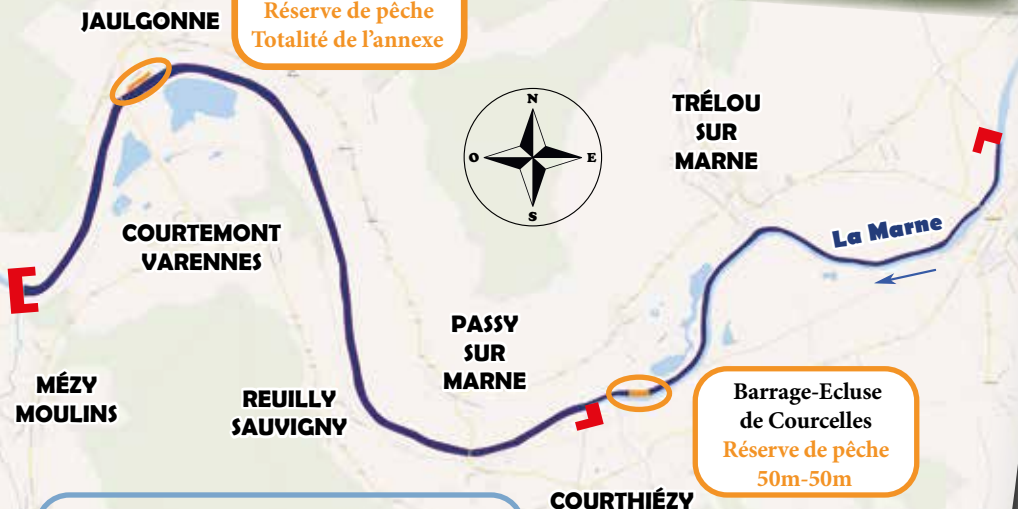 JAULGONNE
Réserve de pêche
Totalité de l'annexe
N
O
E
S
TRÉLOU
SUR
MARNE
La Marne
COURTEMONT
VARENNES
PASSY
SUR
MARNE
MÉZY
MOULINS
REUILLY
SAUVIGNY
Barrage-Ecluse
de Courcelles
Réserve de pêche
50m-50m
COURTHIÉZY